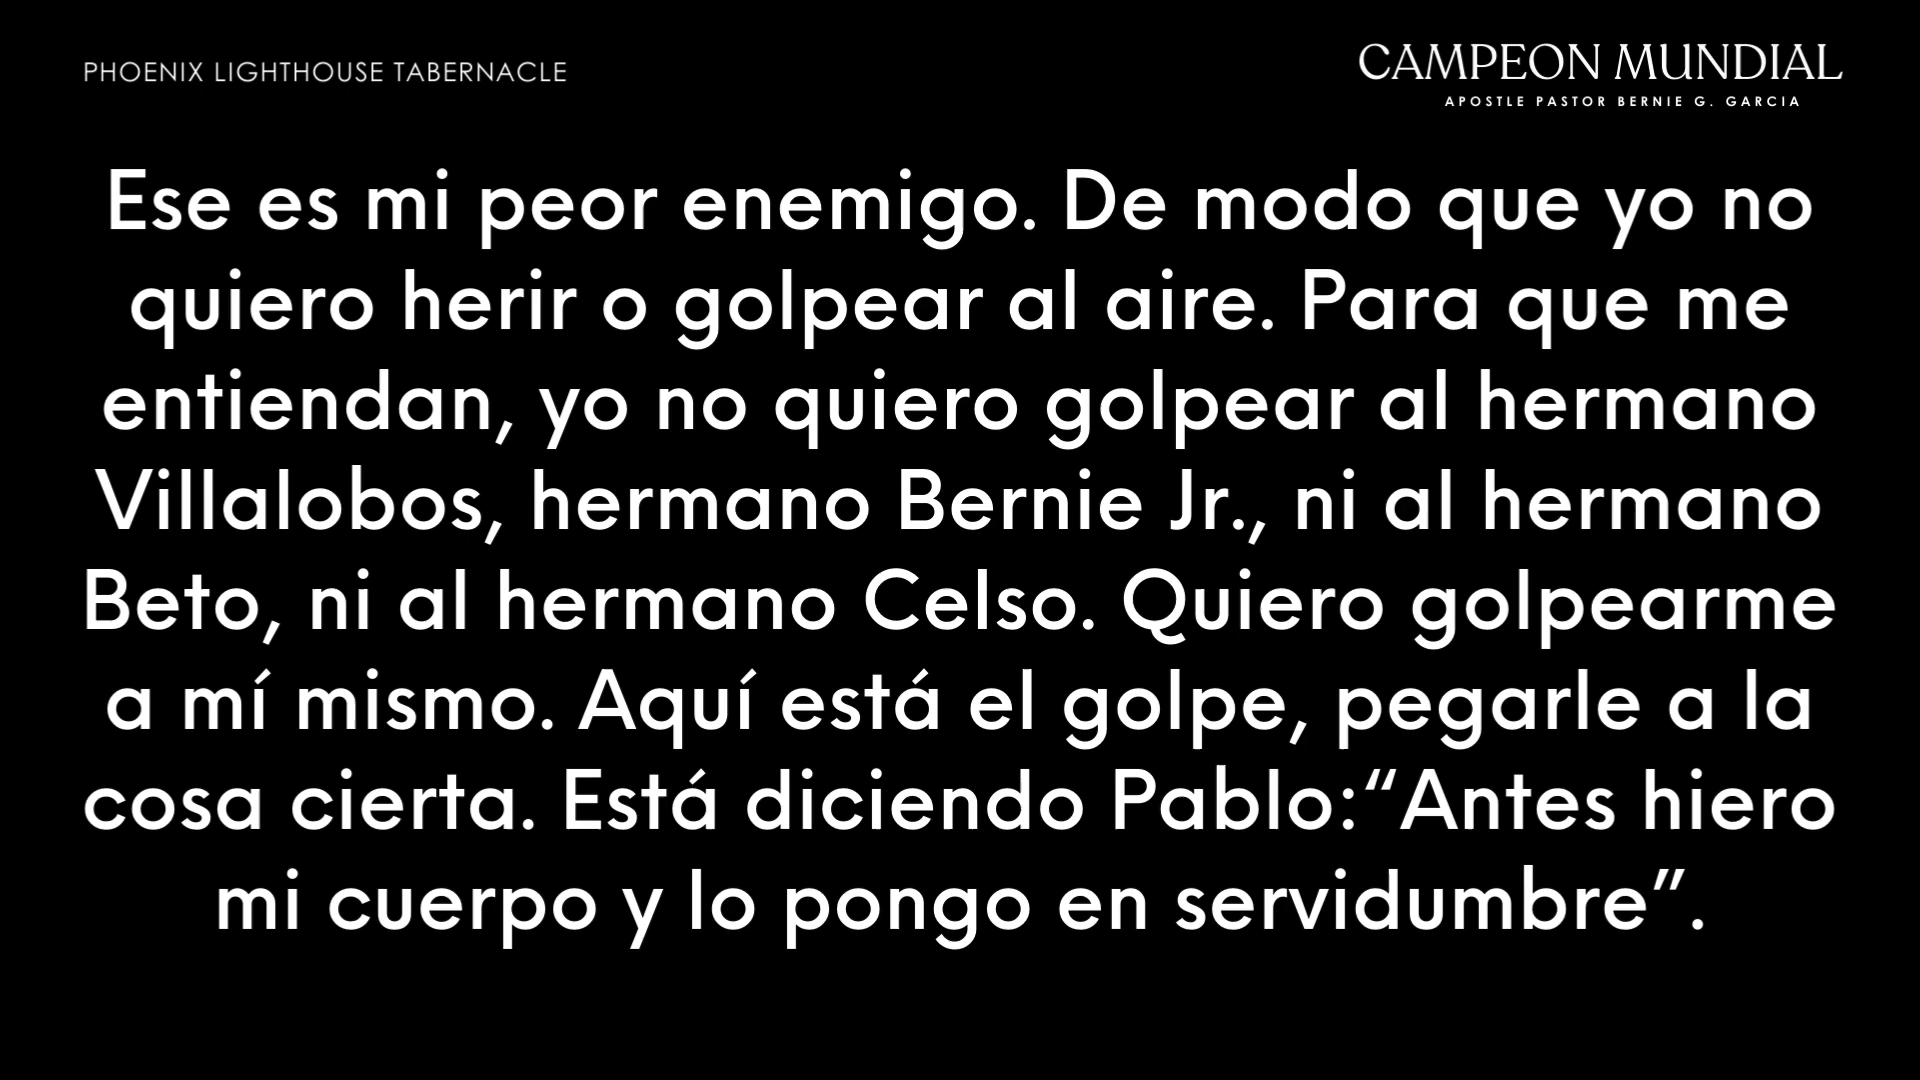 PHOENIX LIGHTHOUSE TABERNACLE
CAMPEON MUNDIAL
APOSTLE PASTOR BERNIE G. GARCIA
Ese es mi peor enemigo. De modo que yo no
quiero herir o golpear al aire. Para que me
entiendan, yo no quiero golpear al hermano
Villalobos, hermano Bernie Jr., ni al hermano
Beto, ni al hermano Celso. Quiero golpearme
a mí mismo. Aquí está el golpe, pegarle a la
cosa cierta. Está diciendo Pablo:“Antes hiero
mi cuerpo y lo pongo en servidumbre”.